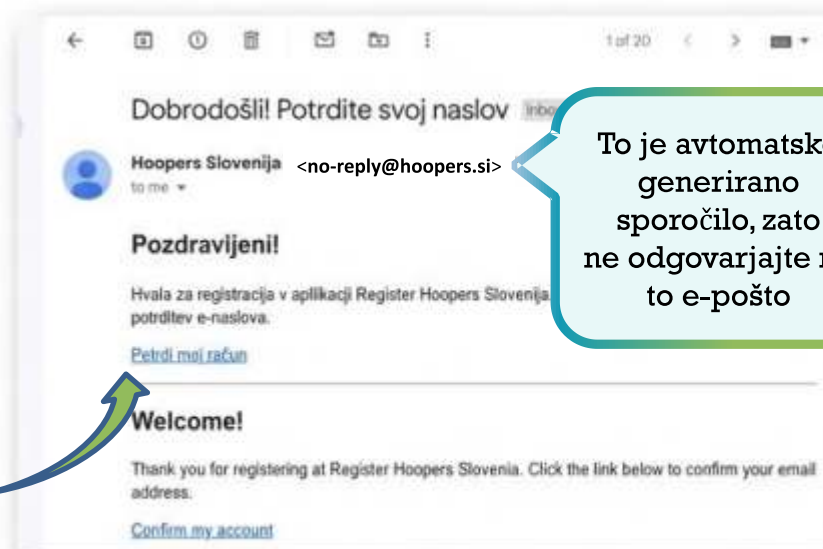 1 of 20
Dobrodošli! Potrdite svoj naslov Inbo
Hoopers Slovenija <no-reply@hoopers.si>
to me
To je avtomatsko
generirano
sporočilo, zato
ne odgovarjajte n
to e-pošto
Pozdravljeni!
Hvala za registracija v aplikacji Register Hoopers Slovenija.
potrditev e-naslova.
Petrdi moj račun
Welcome!
Thank you for registering at Register Hoopers Slovenia. Click the link below to confirm your email
address.
Confirm my account